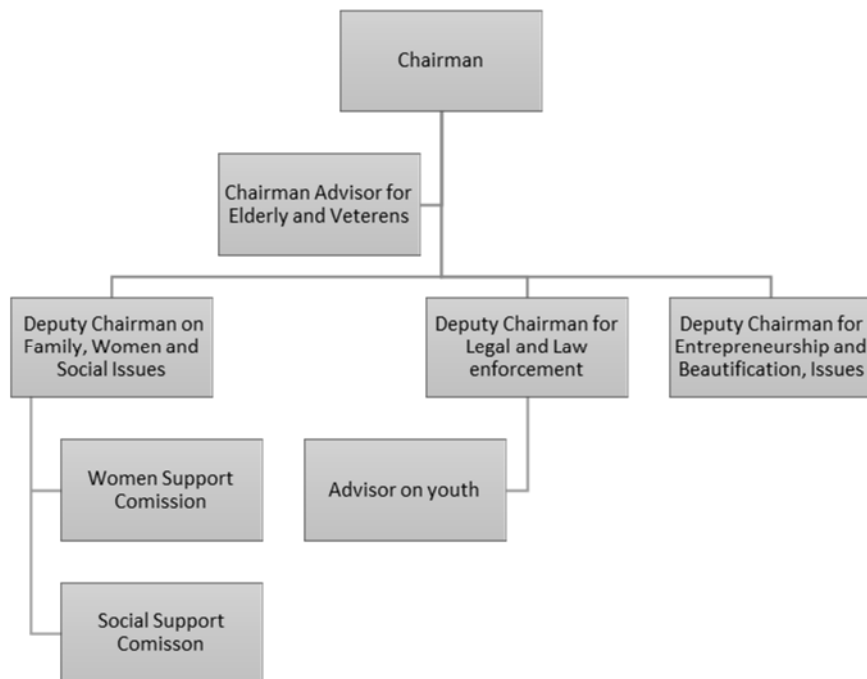 Chairman
Chairman Advisor for
Elderly and Veterens
Deputy Chairman on
Family, Women and
Social Issues
Deputy Chairman for
Legal and Law
enforcement
Deputy Chairman for
Entrepreneurship and
Beautification, Issues
Women Support
Comission
Advisor on youth
Social Support
Comisson